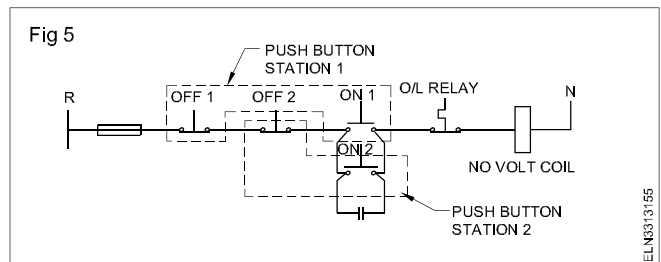 Fig 5
PUSH BUTTON
STATION 1
R
OFF 1
OFF 2
ON 1
O/L RELAY
N
ON 2
NO VOLT COIL
PUSH BUTTON
STATION 2
ELN3313155